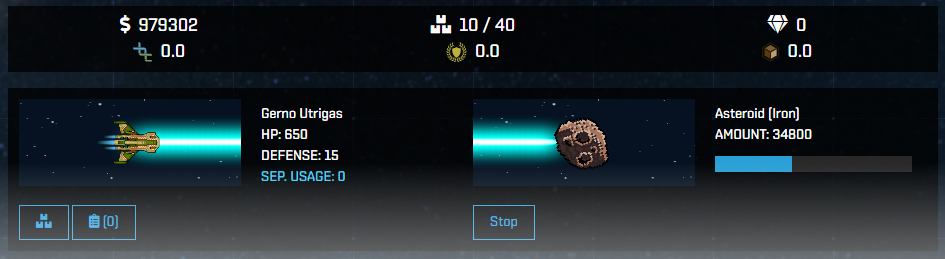 $ 979302
10 / 40
0
0.0
0.0
0.0
Gerno Utrigas
HP: 650
DEFENSE: 15
SEP. USAGE: 0
(0)
Asteroid (Iron)
AMOUNT: 34800
Stop